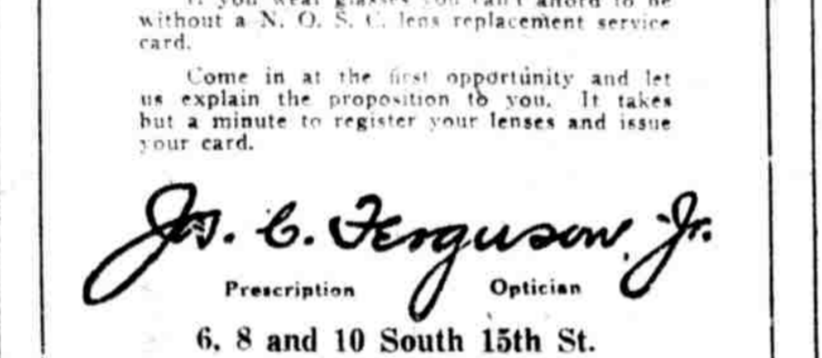 without a N. O. S. C. lens replacement service
card.
Come in at the first opportunity and let
us explain the proposition to you. It takes
but a minute to register your lenses and issue
your card.
Jos. C. Ferguson, Jr.
Prescription Optician
6, 8 and 10 South 15th St.